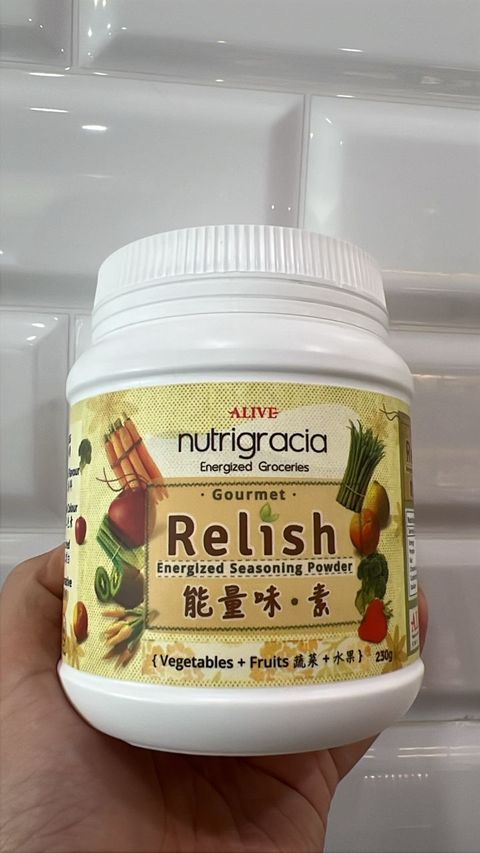 ALIVE
nutrigracia
Energized Groceries
· Gourmet ·
Relish
Energized Seasoning Powder
能量味·素
{ Vegetables + Fruits 蔬菜 + 水果 } 230g